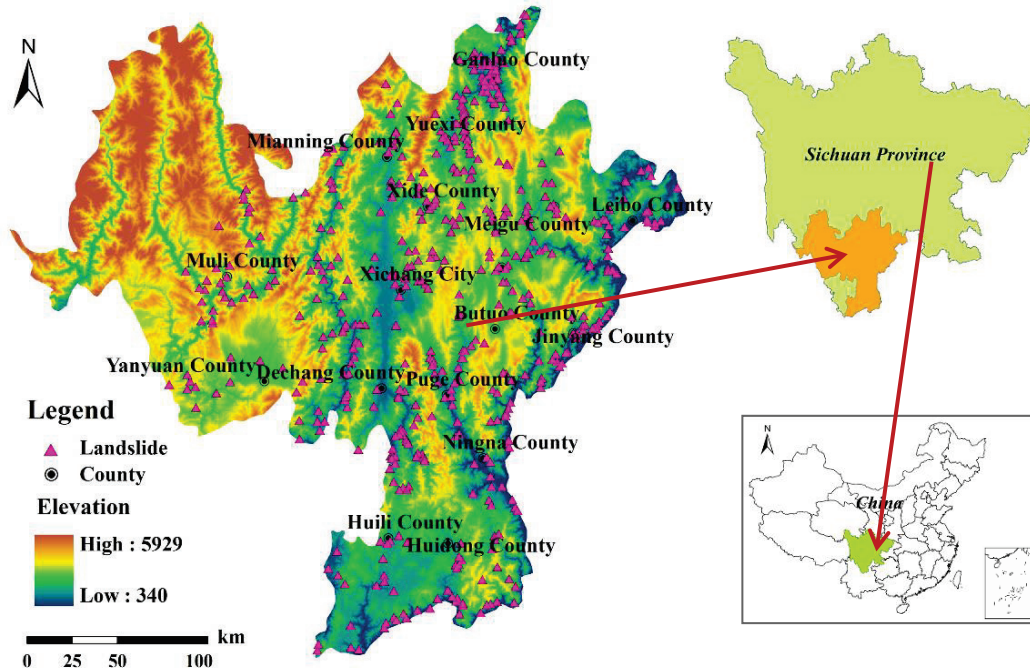 N
Ganluo County
Yuexi County
Mianning County
Xide County
Leibo County
Meigu County
Muli County
Xichang City
Butuo County
Jinyang County
Yanyuan County
Dechang County
Puge County
Ningna County
Huili County
Huidong County
Legend
Landslide
County
Elevation
High : 5929
Low : 340
km
0 25 50 100
Sichuan Province
N
China